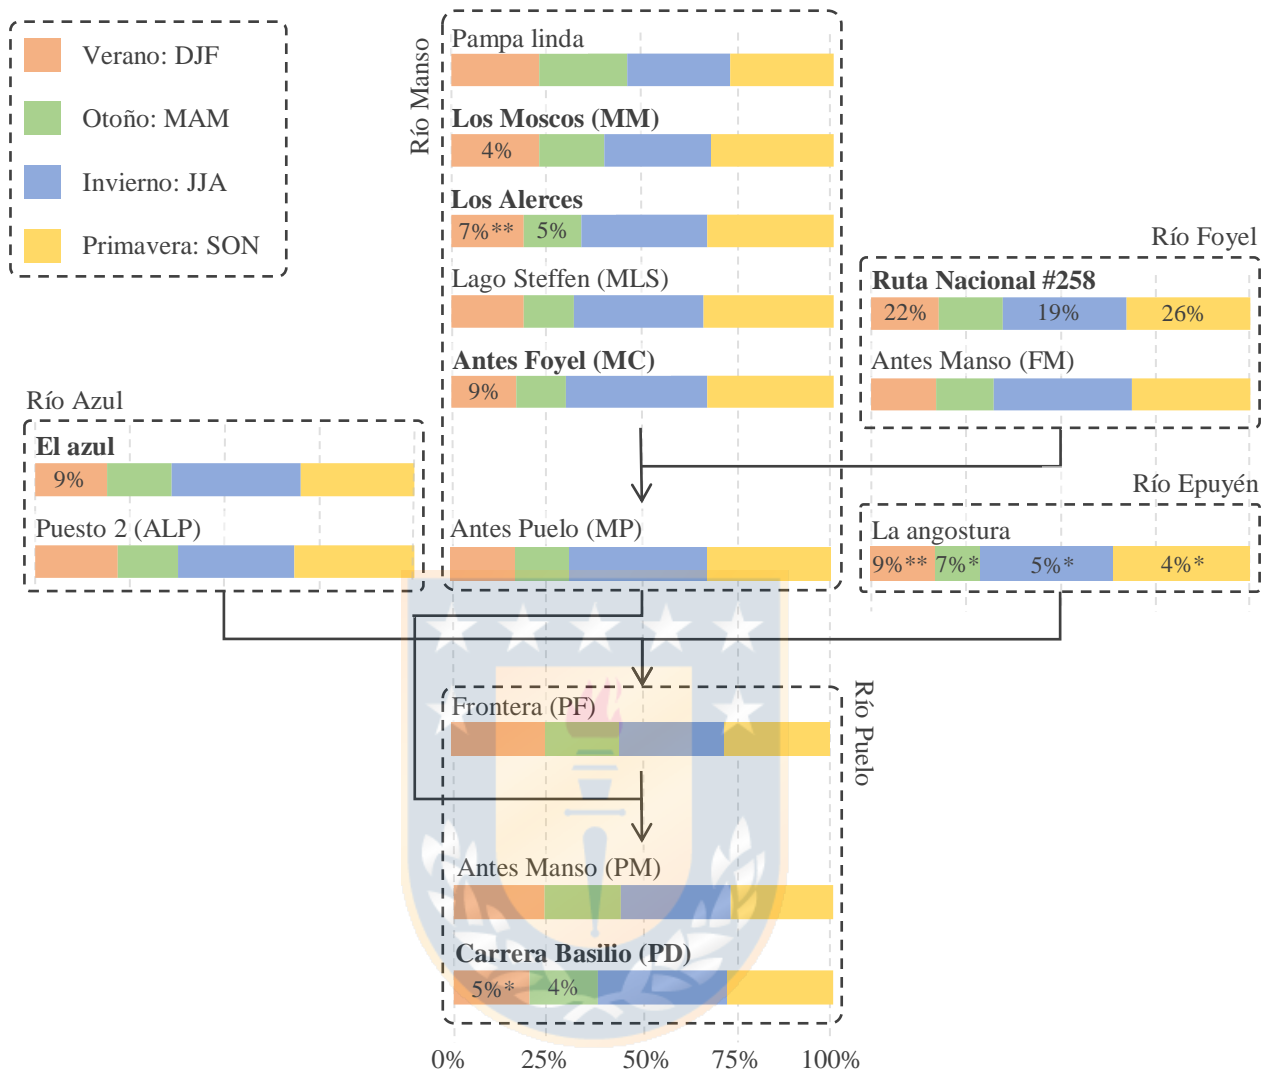 Verano: DJF
Otoño: MAM
Invierno: JJA
Primavera: SON
Río Manso
Pampa linda
Los Moscos (MM)
4%
Los Alerces
7%** 5%
Lago Steffen (MLS)
Antes Foyel (MC)
9%
Antes Puelo (MP)
Río Foyel
Ruta Nacional #258
22% 19% 26%
Antes Manso (FM)
Río Azul
El azul
9%
Puesto 2 (ALP)
Río Epuyén
La angostura
9%** 7%* 5%* 4%*
Río Puelo
Frontera (PF)
Antes Manso (PM)
Carrera Basilio (PD)
5%* 4%
0% 25% 50% 75% 100%